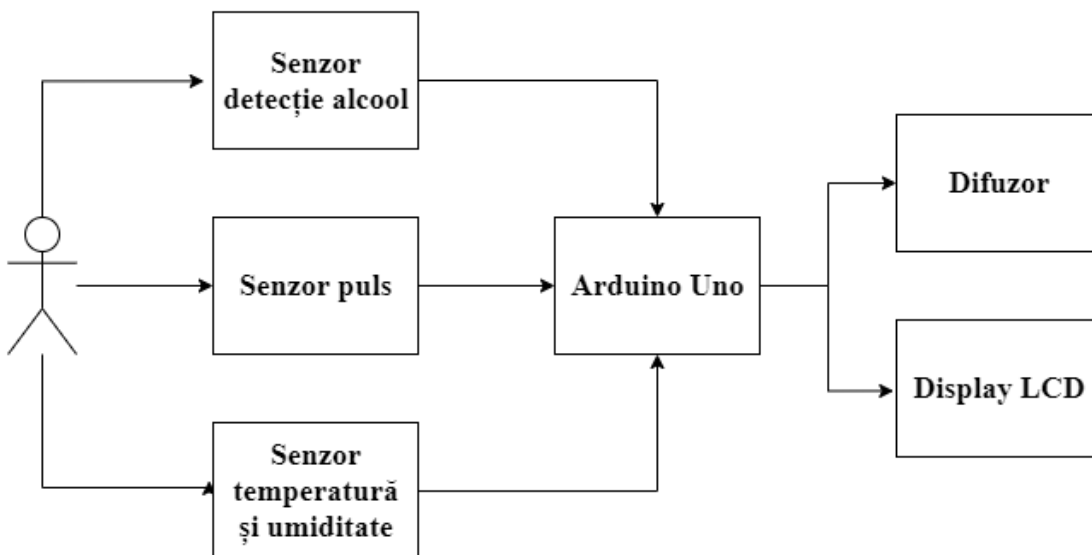 Senzor
detecție alcool
Difuzor
Senzor puls
Arduino Uno
Display LCD
Senzor
temperatură
și umiditate